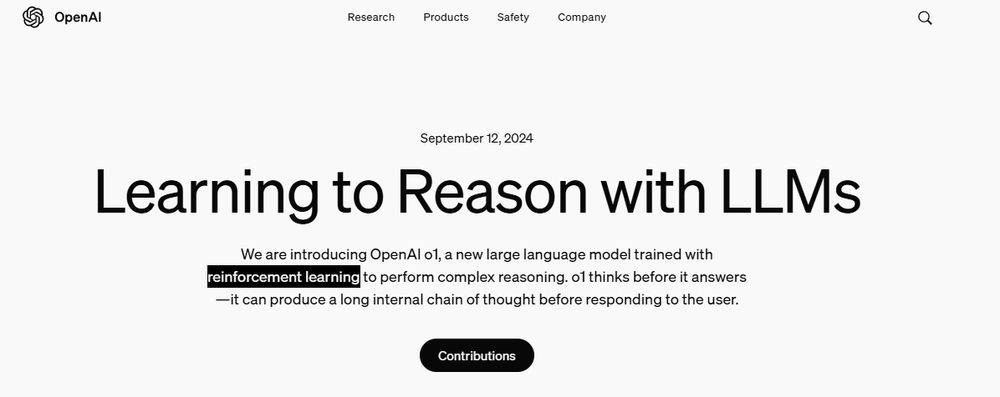 OpenAI
Research Products Safety Company
September 12, 2024
Learning to Reason with LLMs
We are introducing OpenAI o1, a new large language model trained with
reinforcement learning to perform complex reasoning. o1 thinks before it answers
—it can produce a long internal chain of thought before responding to the user.
Contributions